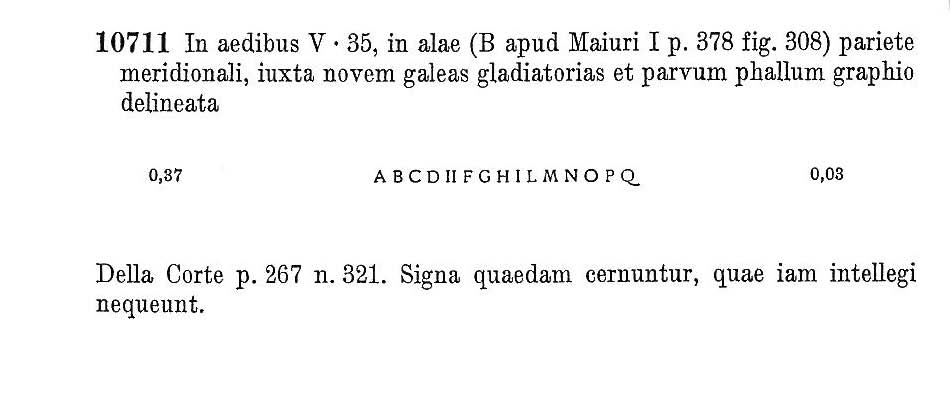 10711 In aedibus V · 35, in alae (B apud Maiuri I p. 378 fig. 308) pariete
meridionali, iuxta novem galeas gladiatorias et parvum phallum graphio
delineata
0,37 A B C D II F G H I L M N O P Q 0,03
Della Corte p. 267 n. 321. Signa quaedam cernuntur, quae iam intellegi
nequeunt.